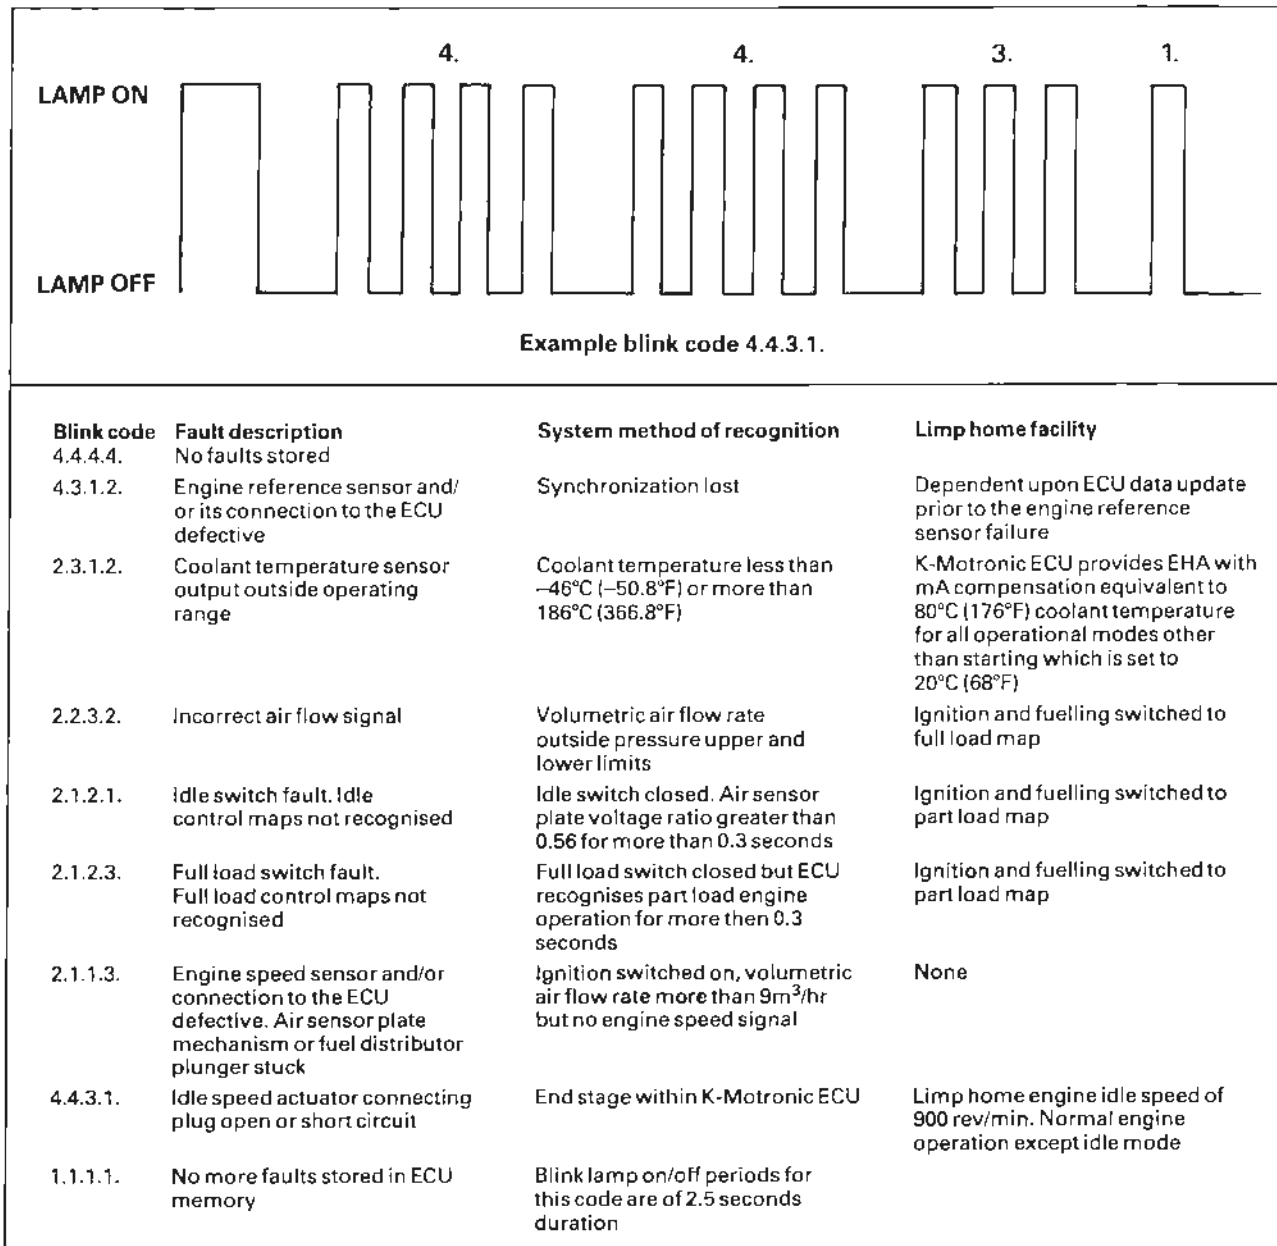 4. 4. 3. 1.
LAMP ON
LAMP OFF
Example blink code 4.4.3.1.
Blink code Fault description System method of recognition Limp home facility
4.4.4.4. No faults stored
4.3.1.2. Engine reference sensor and/
or its connection to the ECU
defective
Synchronization lost
Dependent upon ECU data update
prior to the engine reference
sensor failure
2.3.1.2. Coolant temperature sensor
output outside operating
range
Coolant temperature less than
–46°C (–50.8°F) or more than
186°C (366.8°F)
K-Motronic ECU provides EHA with
mA compensation equivalent to
80°C (176°F) coolant temperature
for all operational modes other
than starting which is set to
20°C (68°F)
2.2.3.2. Incorrect air flow signal
Volumetric air flow rate
outside pressure upper and
lower limits
Ignition and fuelling switched to
full load map
2.1.2.1. Idle switch fault. Idle
control maps not recognised
Idle switch closed. Air sensor
plate voltage ratio greater than
0.56 for more than 0.3 seconds
Ignition and fuelling switched to
part load map
2.1.2.3. Full load switch fault.
Full load control maps not
recognised
Full load switch closed but ECU
recognises part load engine
operation for more then 0.3
seconds
Ignition and fuelling switched to
part load map
2.1.1.3. Engine speed sensor and/or
connection to the ECU
defective. Air sensor plate
mechanism or fuel distributor
plunger stuck
Ignition switched on, volumetric
air flow rate more than 9m³/hr
but no engine speed signal
None
4.4.3.1. Idle speed actuator connecting
plug open or short circuit
End stage within K-Motronic ECU
Limp home engine idle speed of
900 rev/min. Normal engine
operation except idle mode
1.1.1.1. No more faults stored in ECU
memory
Blink lamp on/off periods for
this code are of 2.5 seconds
duration